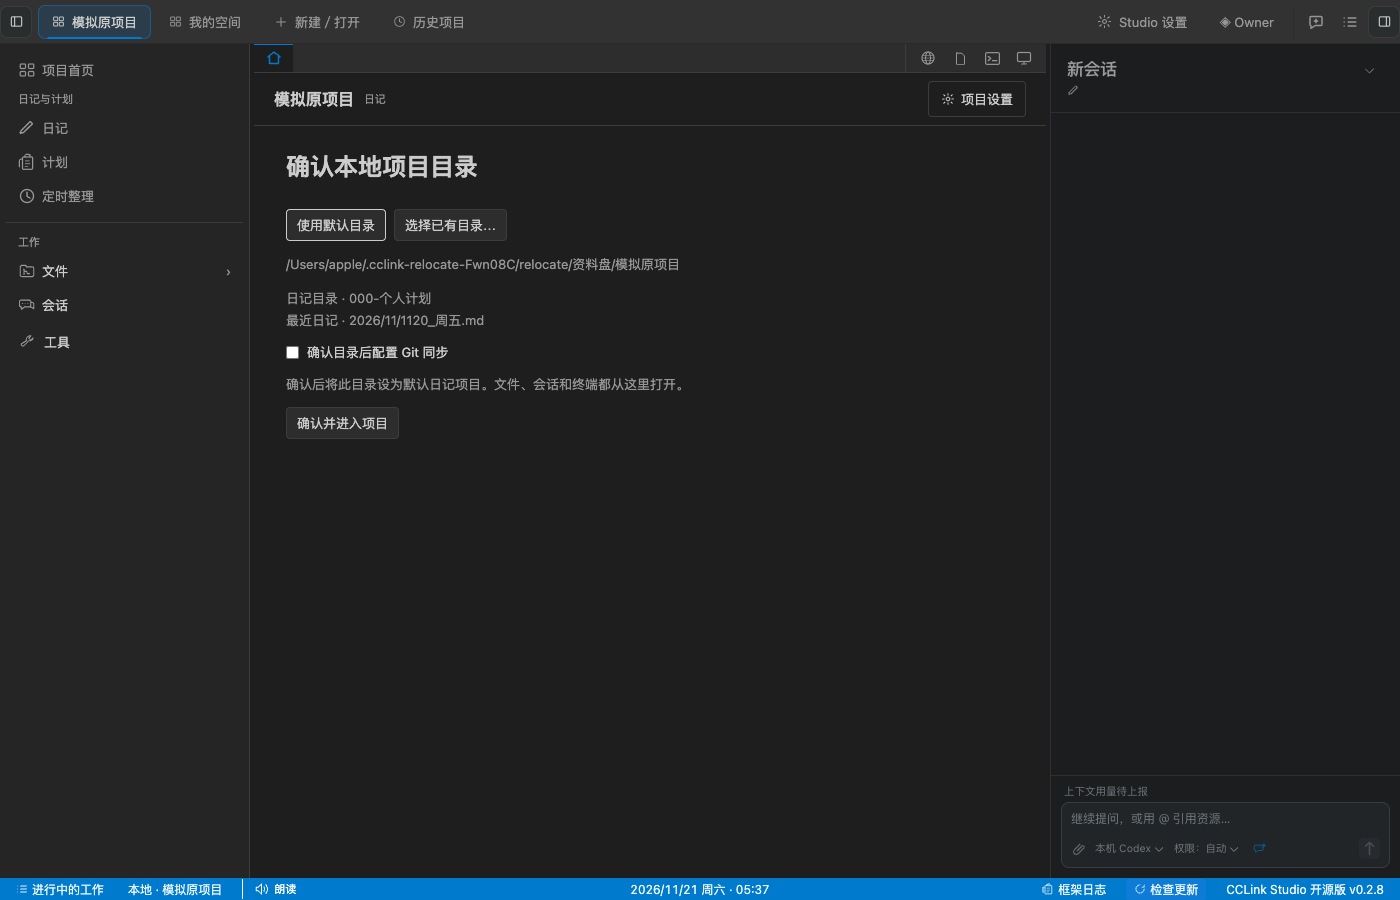 模拟原项目
我的空间
新建 / 打开
历史项目
Studio 设置
Owner
项目首页
日记与计划
日记
计划
定时整理
工作
文件
会话
工具
模拟原项目 日记
项目设置
确认本地项目目录
使用默认目录
选择已有目录...
/Users/apple/.cclink-relocate-Fwn08C/relocate/资料盘/模拟原项目
日记目录 · 000-个人计划
最近日记 · 2026/11/1120_周五.md
确认目录后配置 Git 同步
确认后将此目录设为默认日记项目。文件、会话和终端都从这里打开。
确认并进入项目
新会话
上下文用量待上报
继续提问，或用 @ 引用资源...
本机 Codex
权限：自动
进行中的工作
本地 · 模拟原项目
朗读
2026/11/21 周六 · 05:37
框架日志
检查更新
CCLink Studio 开源版 v0.2.8